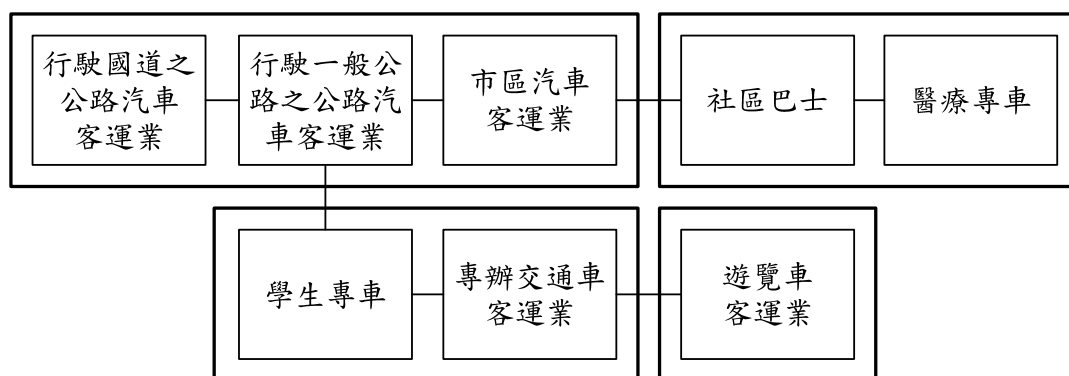 行駛國道之
公路汽車
客運業
行駛一般公
路之公路汽
車客運業
市區汽車
客運業
社區巴士
醫療專車
學生專車
專辦交通車
客運業
遊覽車
客運業